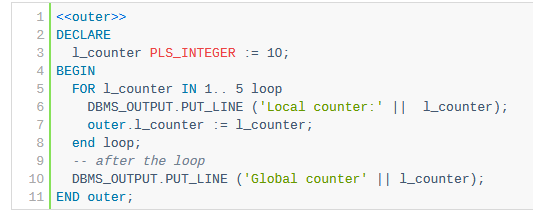 1 <<outer>>
2 DECLARE
3   l_counter PLS_INTEGER := 10;
4 BEGIN
5   FOR l_counter IN 1.. 5 loop
6     DBMS_OUTPUT.PUT_LINE ('Local counter:' ||  l_counter);
7     outer.l_counter := l_counter;
8   end loop;
9   -- after the loop
10   DBMS_OUTPUT.PUT_LINE ('Global counter' || l_counter);
11 END outer;